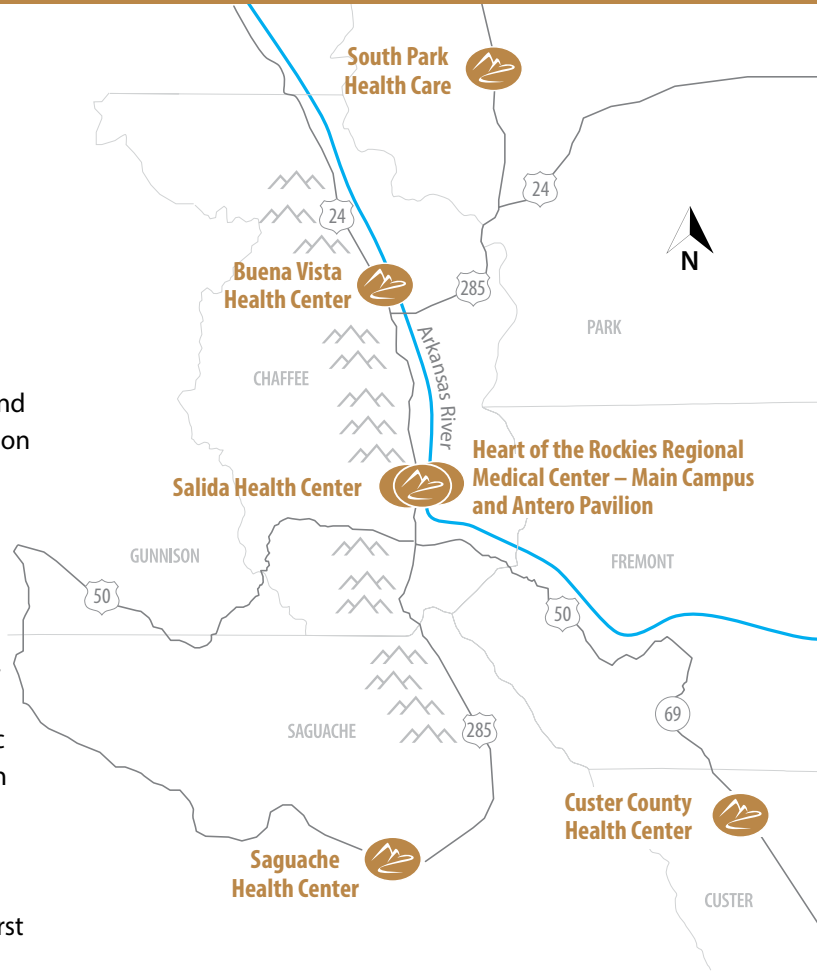 South Park
Health Care
24
24
N
Buena Vista
Health Center
285
PARK
Arkansas River
CHAFFEE
nd
on
Heart of the Rockies Regional
Medical Center – Main Campus
and Antero Pavilion
Salida Health Center
GUNNISON
FREMONT
50
50
69
SAGUACHE
285
c
n
Custer County
Health Center
Saguache
Health Center
CUSTER
rst